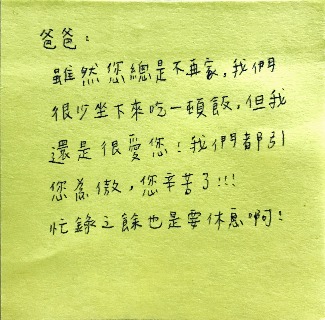 爸爸：
雖然您總是不再家，我們
很少坐下來吃一頓飯，但我
還是很愛您！我們都引
您為傲，您辛苦了!!!
忙錄之餘也是要休息啊！